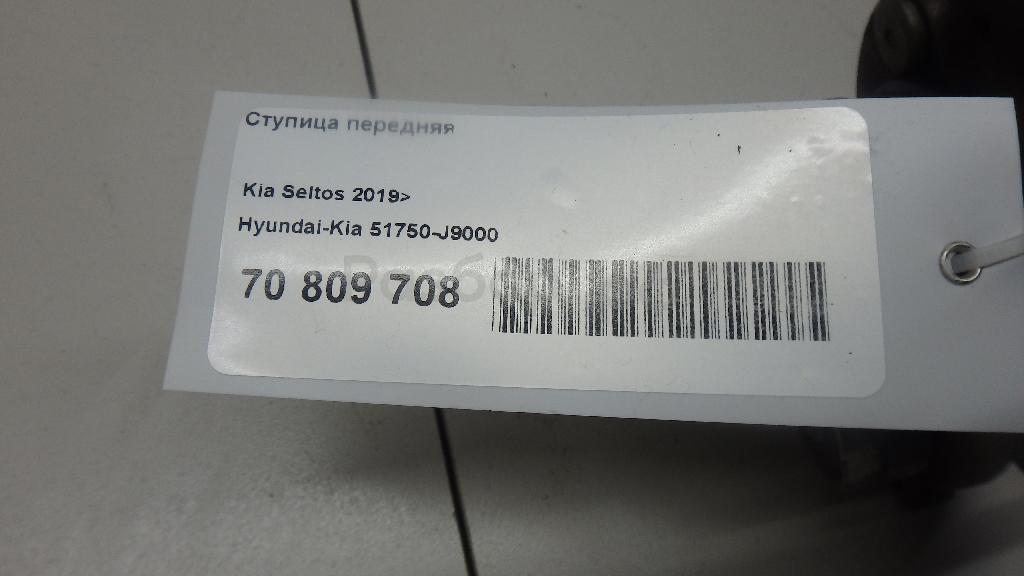 Ступица передняя
Kia Seltos 2019>
Hyundai-Kia 51750-J9000
70 809 708